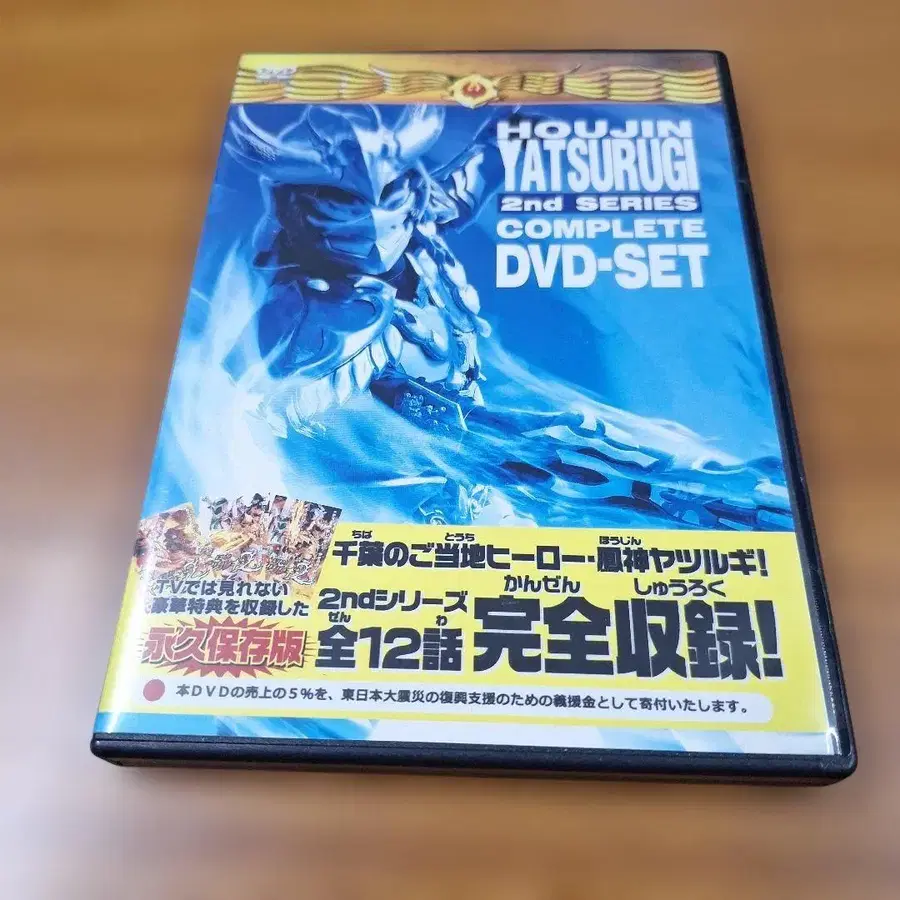 DVD
HOUJIN
YATSURUGI
2nd SERIES
COMPLETE
DVD-SET
ちば とうち ほうじん
千葉のご当地ヒーロー・鳳神ヤツルギ!
TVでは見れない
豪華特典を収録した
永久保存版
ぜん わ かんぜん しゅうろく
2ndシリーズ
全12話 完全収録!
本DVDの売上の5%を、東日本大震災の復興支援のための義援金として寄付いたします。